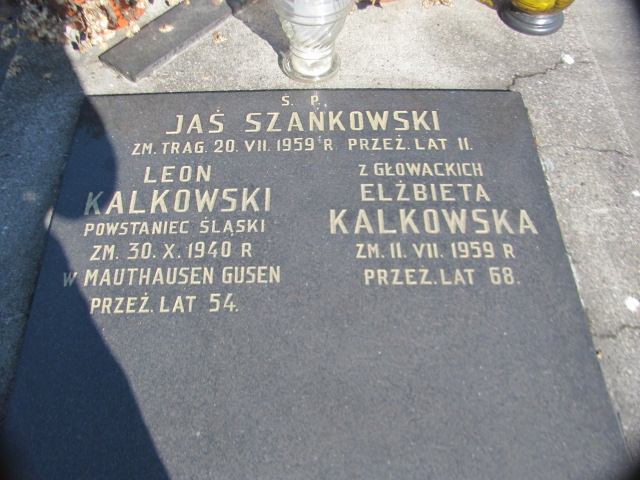 Ś. P.
JAŚ SZAŃKOWSKI
ZM. TRAG. 20. VII. 1959 R PRZEŻ. LAT 11.
LEON
KALKOWSKI
POWSTANIEC ŚLĄSKI
ZM. 30. X. 1940 R
W MAUTHAUSEN GUSEN
PRZEŻ. LAT 54.
Z GŁOWACKICH
ELŻBIETA
KALKOWSKA
ZM. 11. VII. 1959 R
PRZEŻ. LAT 68.